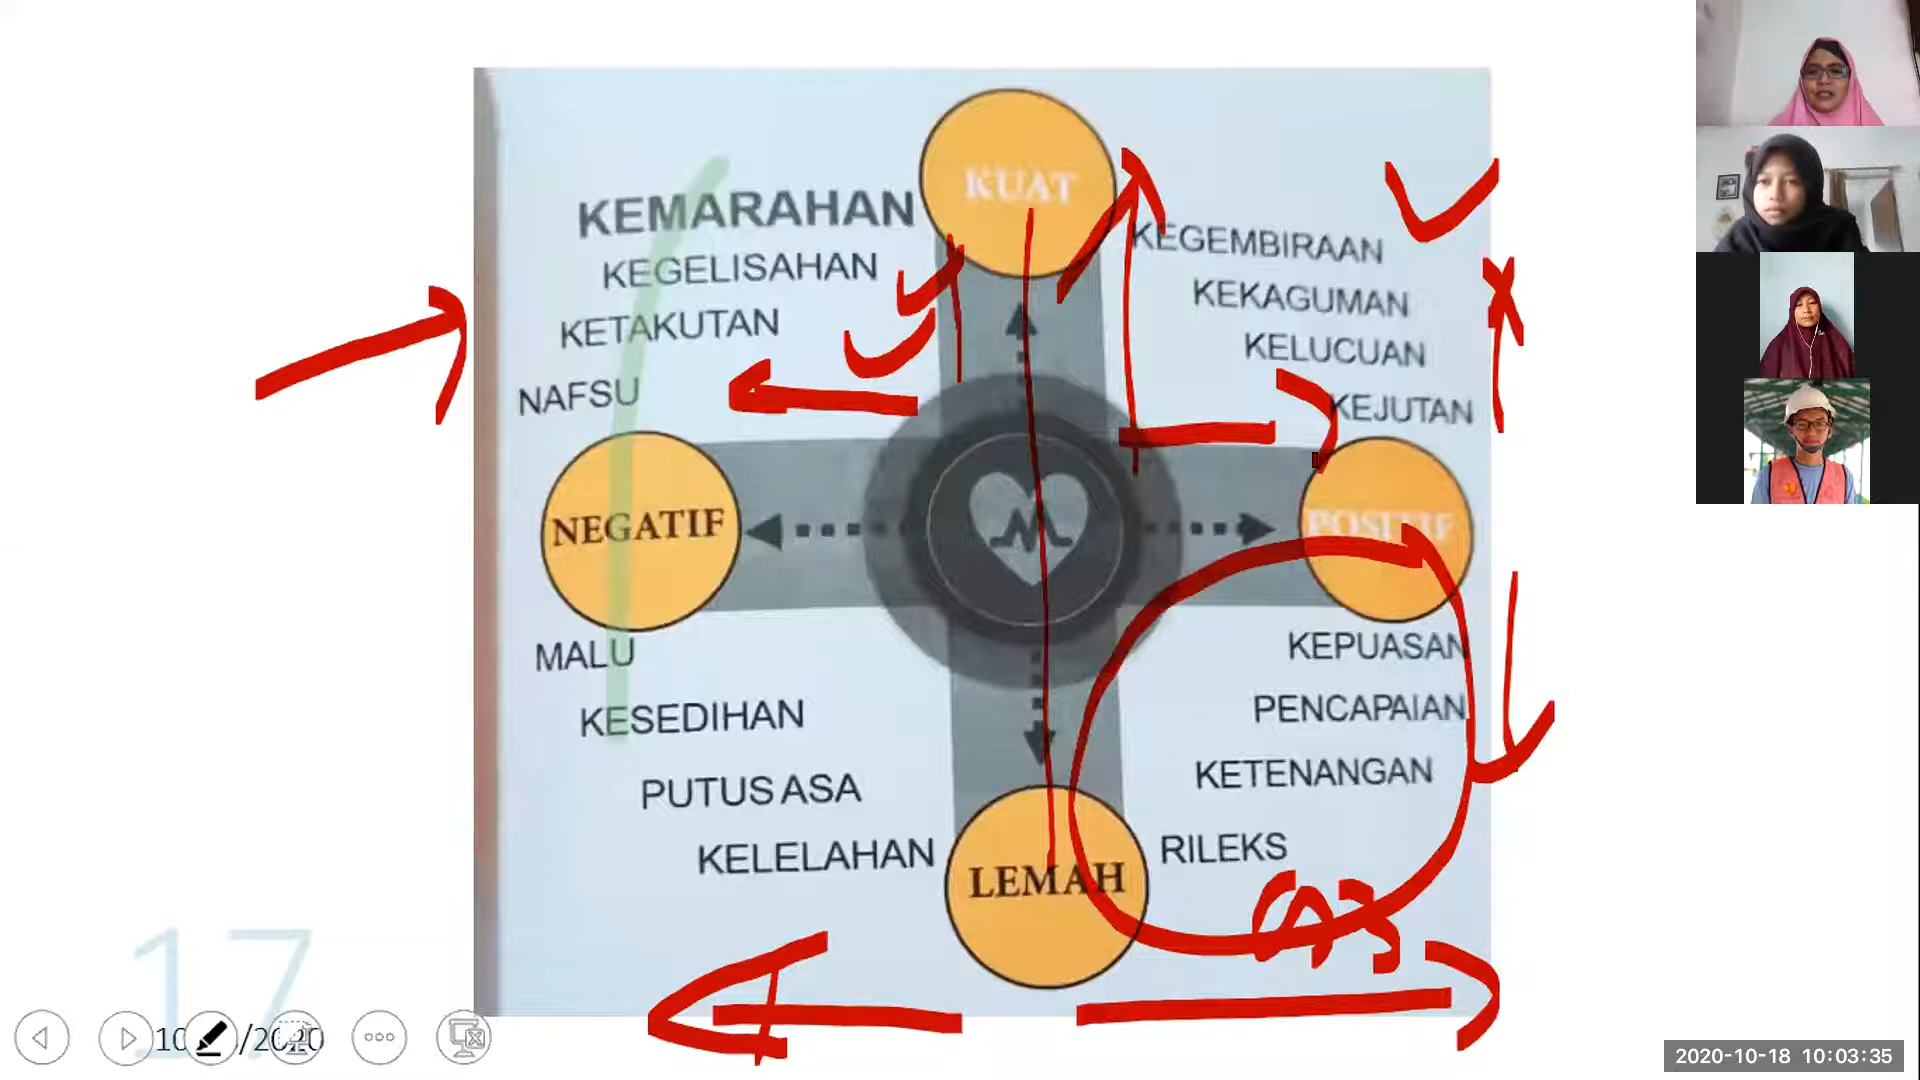 KUAT
KEMARAHAN
KEGELISAHAN
KETAKUTAN
NAFSU
KEGEMBIRAAN
KEKAGUMAN
KELUCUAN
KEJUTAN
NEGATIF
POSITIF
MALU
KESEDIHAN
PUTUS ASA
KELELAHAN
KEPUASAN
PENCAPAIAN
KETENANGAN
RILEKS
LEMAH
17
2020-10-18 10:03:35